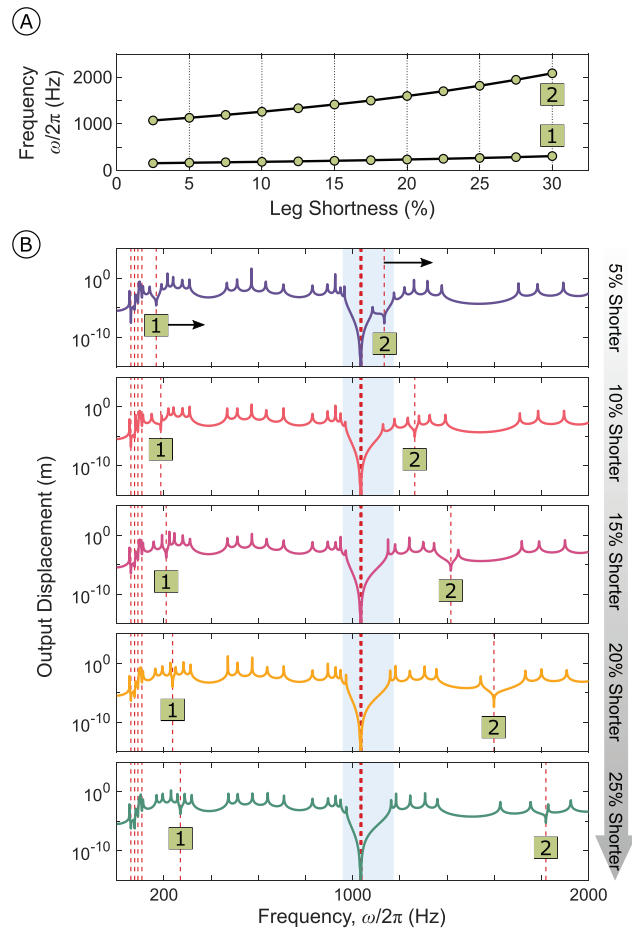 A
Frequency
ω/2π (Hz)
2000
1000
0
2
1
0 5 10 15 20 25 30
Leg Shortness (%)
B
Output Displacement (m)
10^0
10^-10
1
2
5% Shorter
10^0
10^-10
1
2
10% Shorter
10^0
10^-10
1
2
15% Shorter
10^0
10^-10
1
2
20% Shorter
10^0
10^-10
1
2
25% Shorter
200 1000 2000
Frequency, ω/2π (Hz)